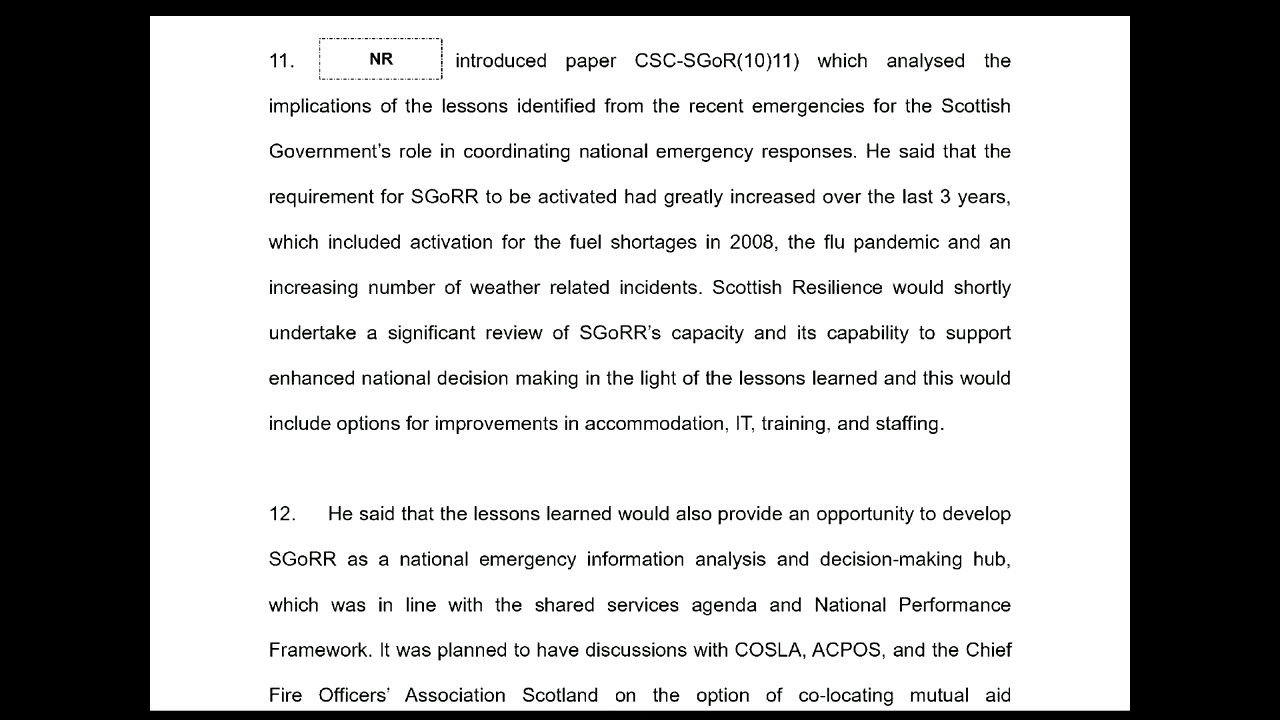 11. NR introduced paper CSC-SGoR(10)11) which analysed the
implications of the lessons identified from the recent emergencies for the Scottish
Government’s role in coordinating national emergency responses. He said that the
requirement for SGoRR to be activated had greatly increased over the last 3 years,
which included activation for the fuel shortages in 2008, the flu pandemic and an
increasing number of weather related incidents. Scottish Resilience would shortly
undertake a significant review of SGoRR’s capacity and its capability to support
enhanced national decision making in the light of the lessons learned and this would
include options for improvements in accommodation, IT, training, and staffing.
12. He said that the lessons learned would also provide an opportunity to develop
SGoRR as a national emergency information analysis and decision-making hub,
which was in line with the shared services agenda and National Performance
Framework. It was planned to have discussions with COSLA, ACPOS, and the Chief
Fire Officers’ Association Scotland on the option of co-locating mutual aid